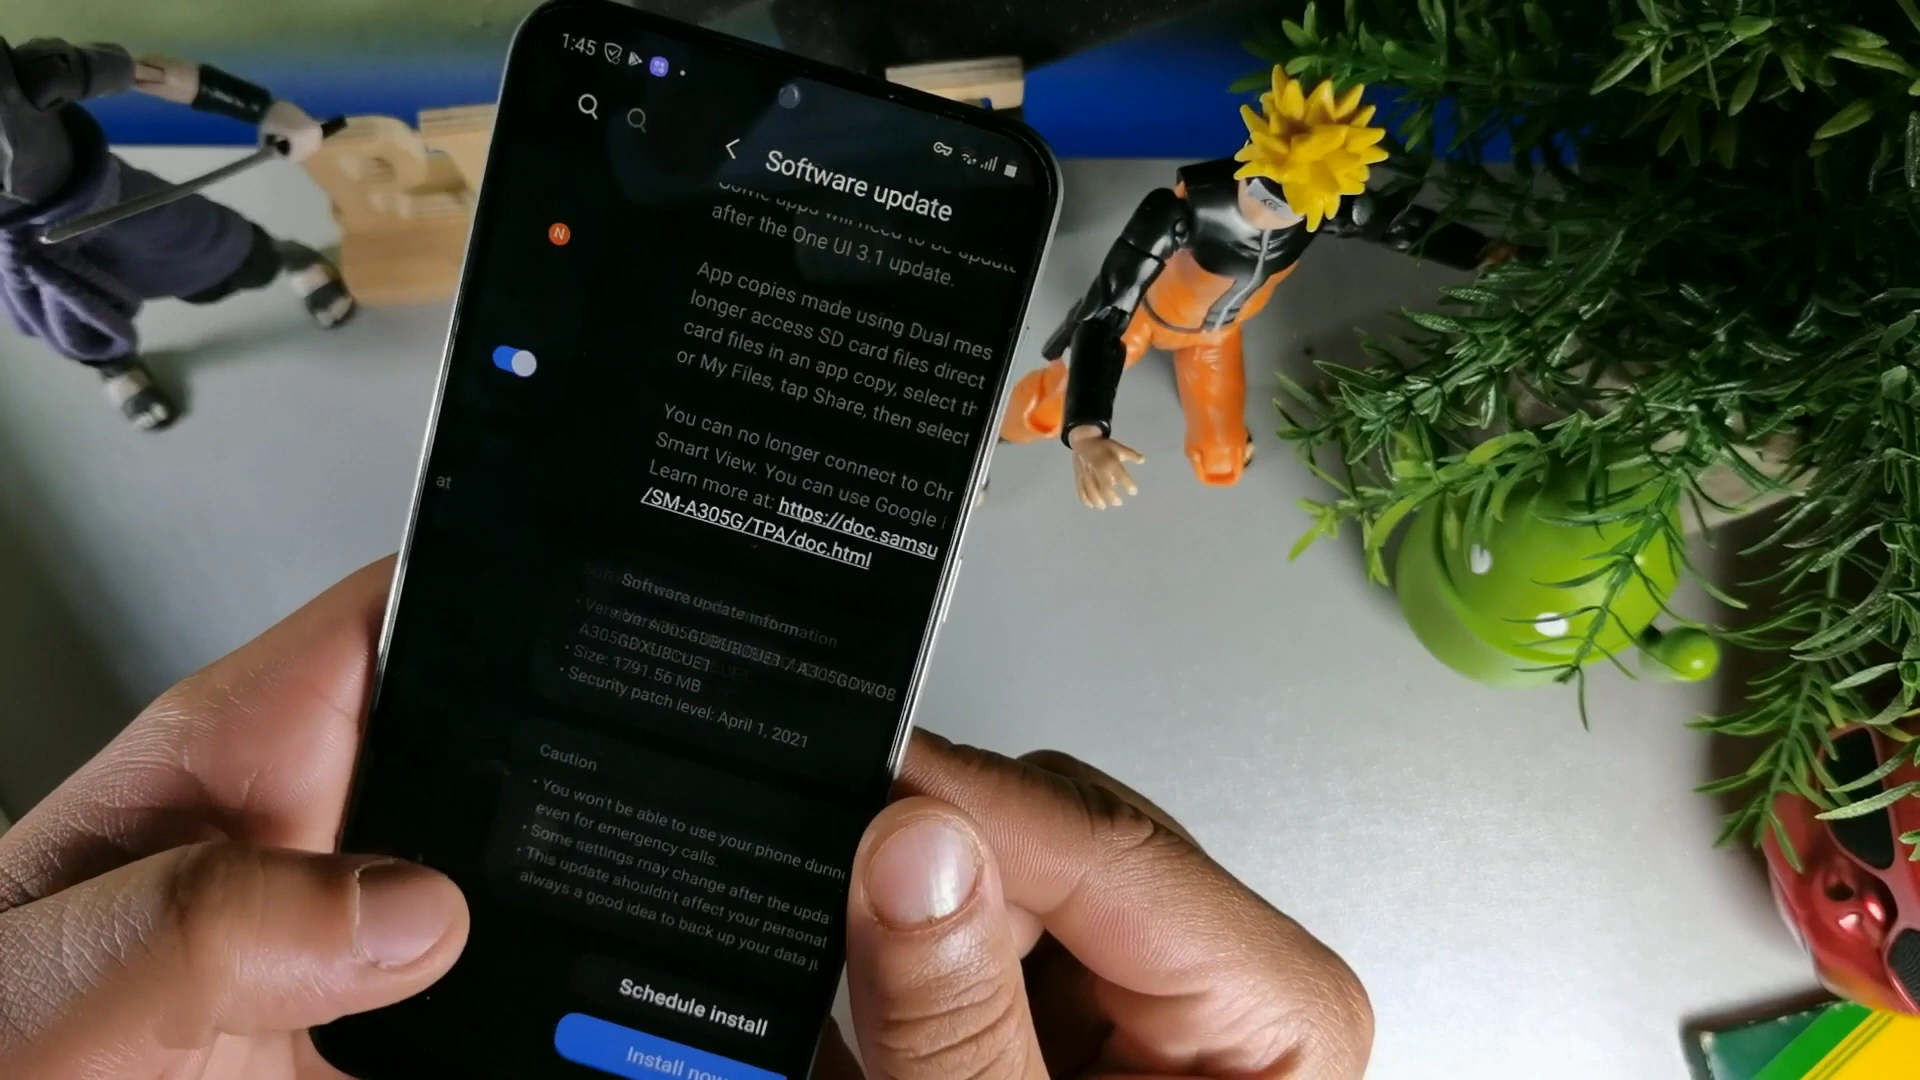 1:45
Software update
N
after the One UI 3.1 update.
App copies made using Dual mes
longer access SD card files direct
card files in an app copy, select th
or My Files, tap Share, then select
You can no longer connect to Chr
Smart View. You can use Google
Learn more at: https://doc.samsu
/SM-A305G/TPA/doc.html
at
Software update information
• Size: 1791.56 MB
• Security patch level: April 1, 2021
Caution
• You won't be able to use your phone during
even for emergency calls.
• Some settings may change after the upda
• This update shouldn't affect your personal
always a good idea to back up your data ju
Schedule install
Install now